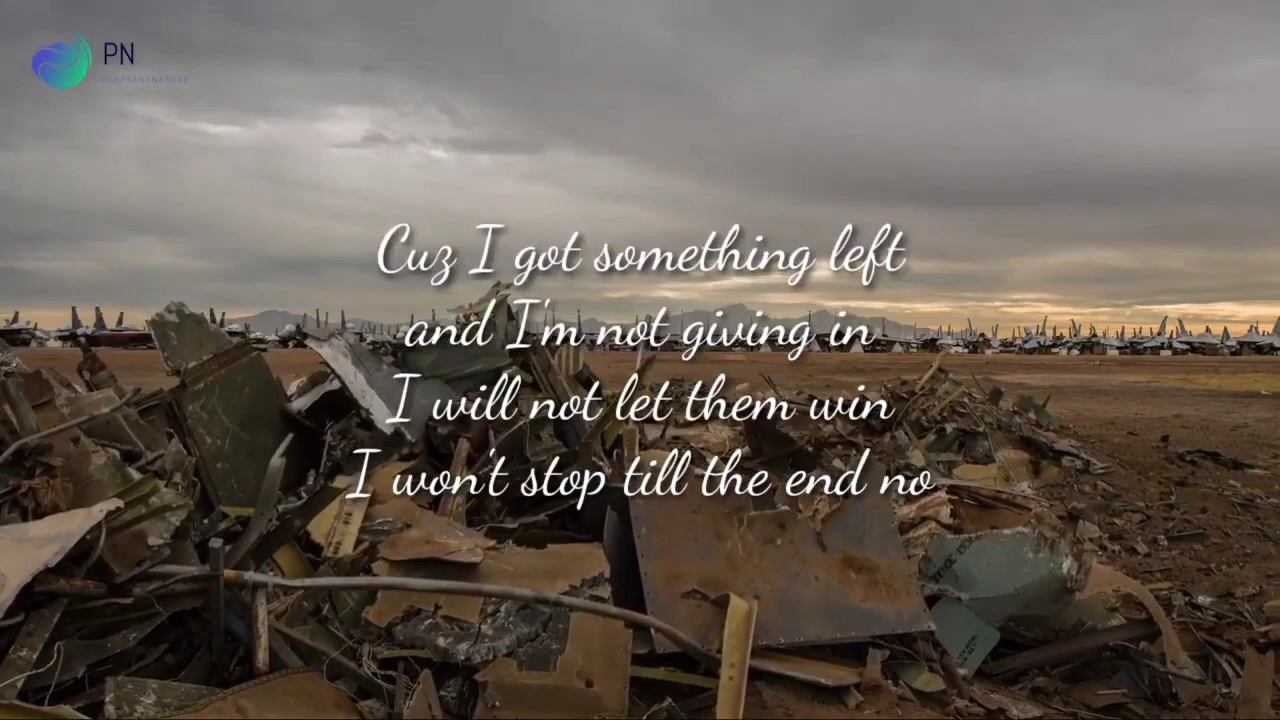 PN
Cuz I got something left
and I'm not giving in
I will not let them win
I won't stop till the end no